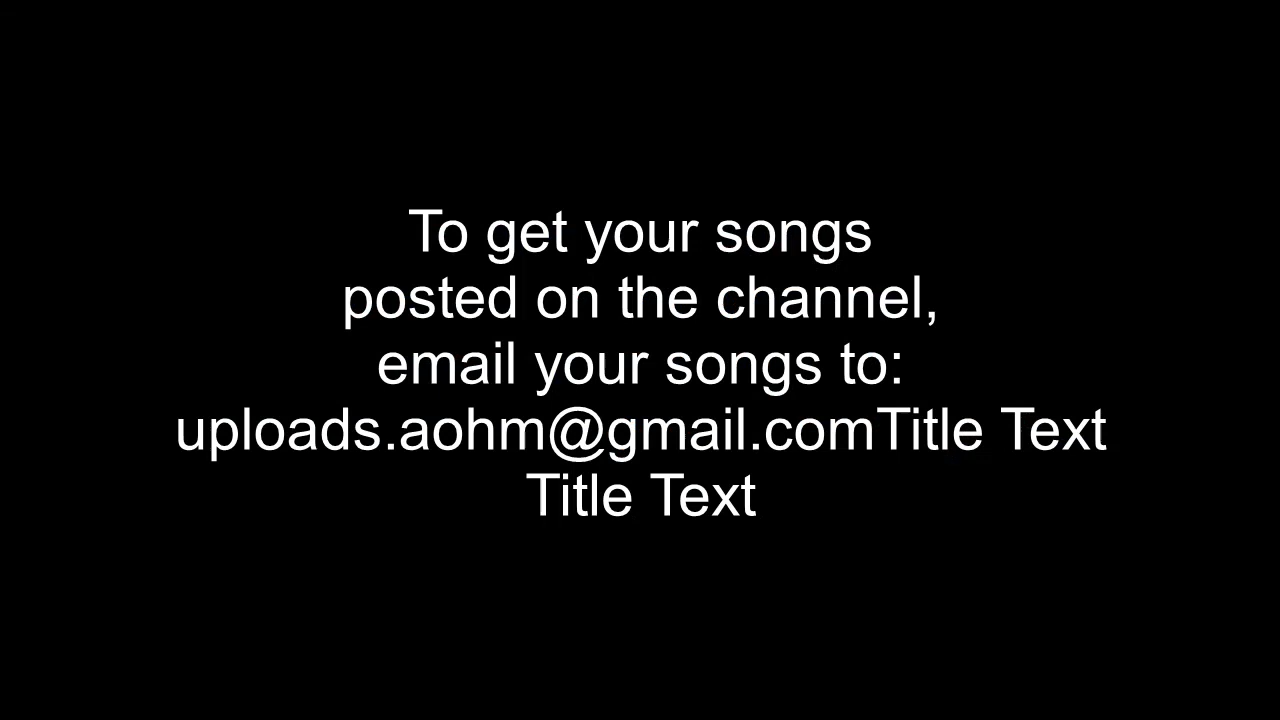 To get your songs
posted on the channel,
email your songs to:
uploads.aohm@gmail.comTitle Text
Title Text